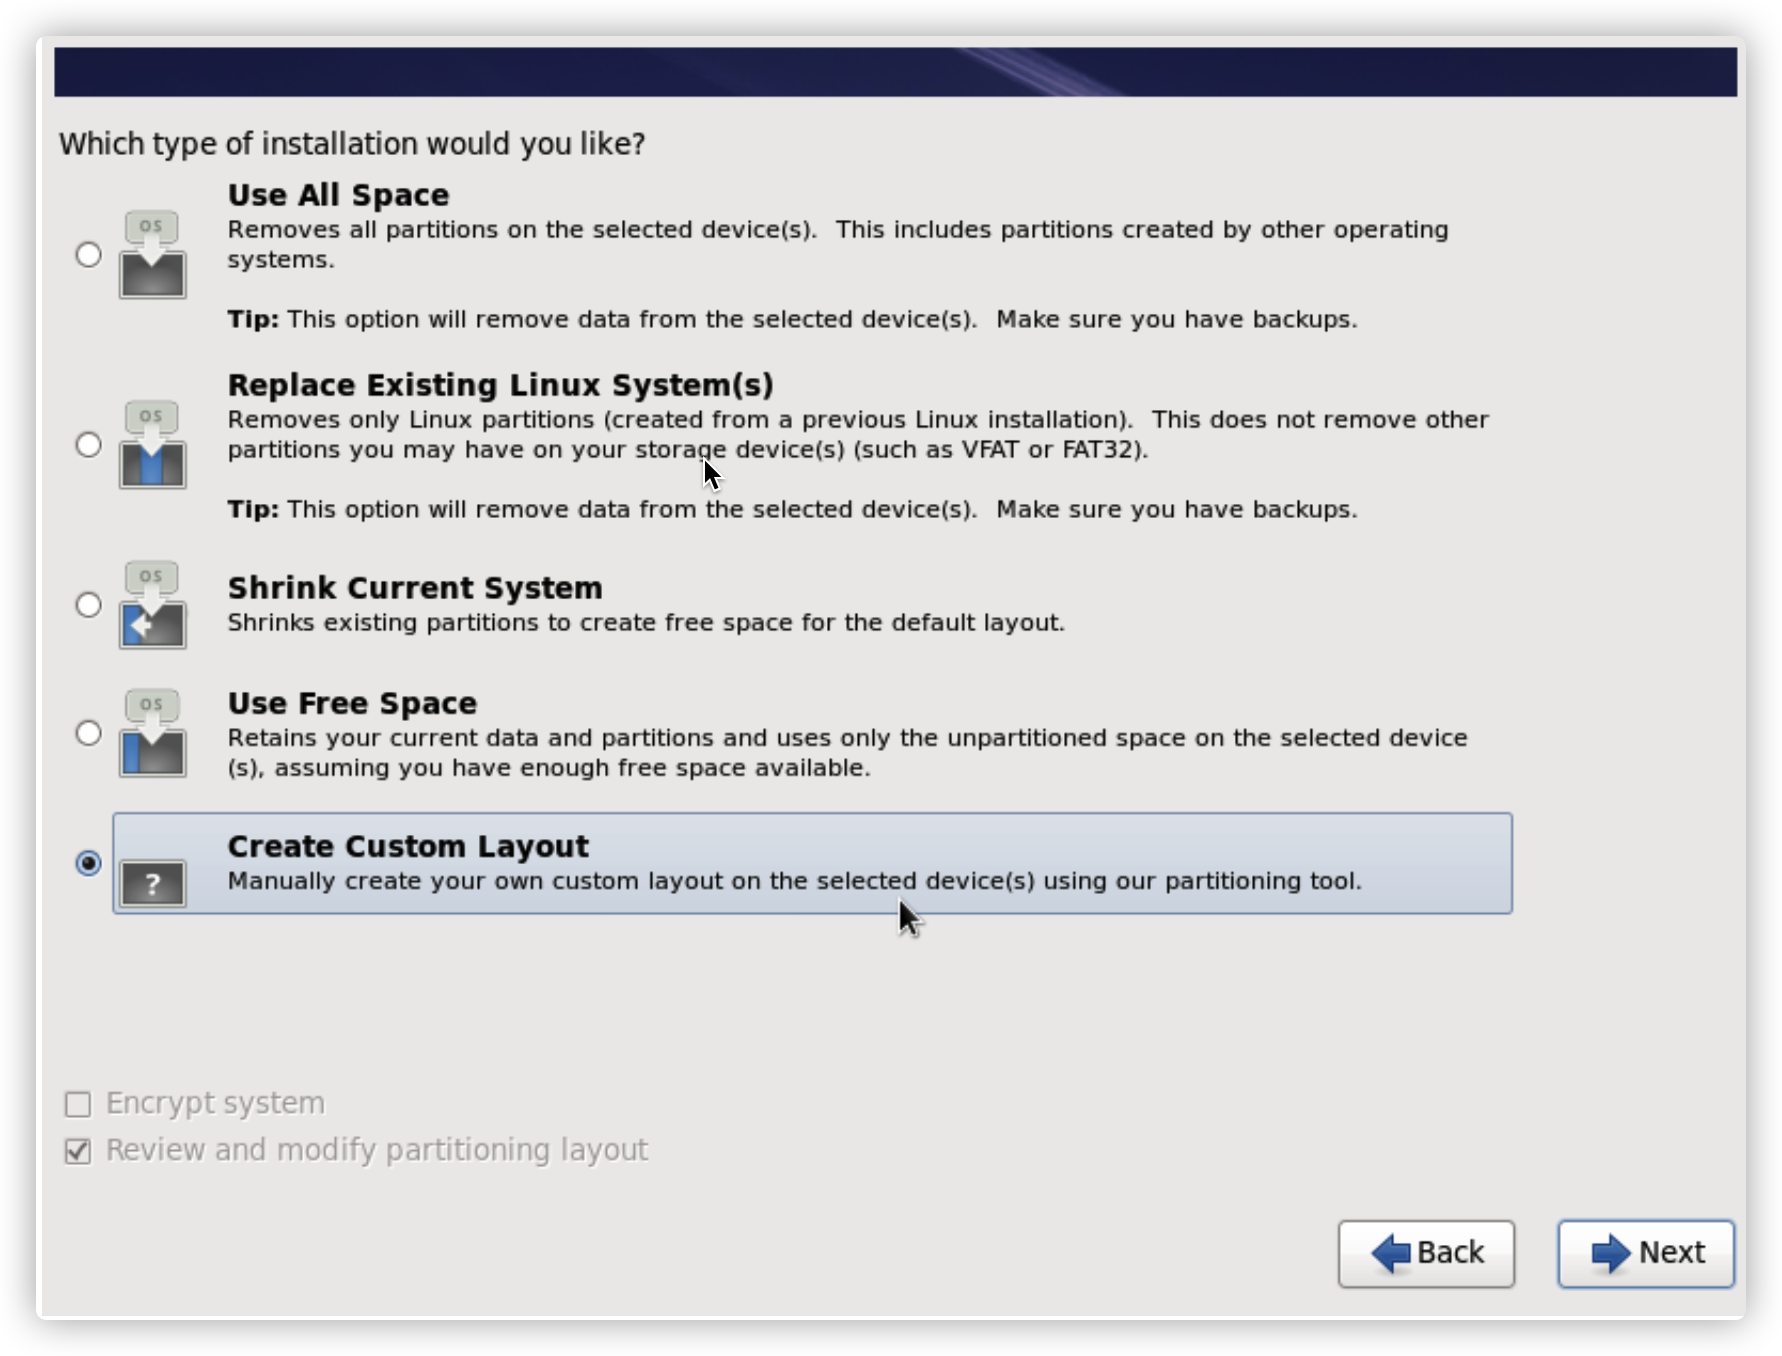 Which type of installation would you like?
OS
Use All Space
Removes all partitions on the selected device(s).  This includes partitions created by other operating
systems.
Tip: This option will remove data from the selected device(s).  Make sure you have backups.
OS
Replace Existing Linux System(s)
Removes only Linux partitions (created from a previous Linux installation).  This does not remove other
partitions you may have on your storage device(s) (such as VFAT or FAT32).
Tip: This option will remove data from the selected device(s).  Make sure you have backups.
OS
Shrink Current System
Shrinks existing partitions to create free space for the default layout.
OS
Use Free Space
Retains your current data and partitions and uses only the unpartitioned space on the selected device
(s), assuming you have enough free space available.
?
Create Custom Layout
Manually create your own custom layout on the selected device(s) using our partitioning tool.
Encrypt system
Review and modify partitioning layout
Back
Next